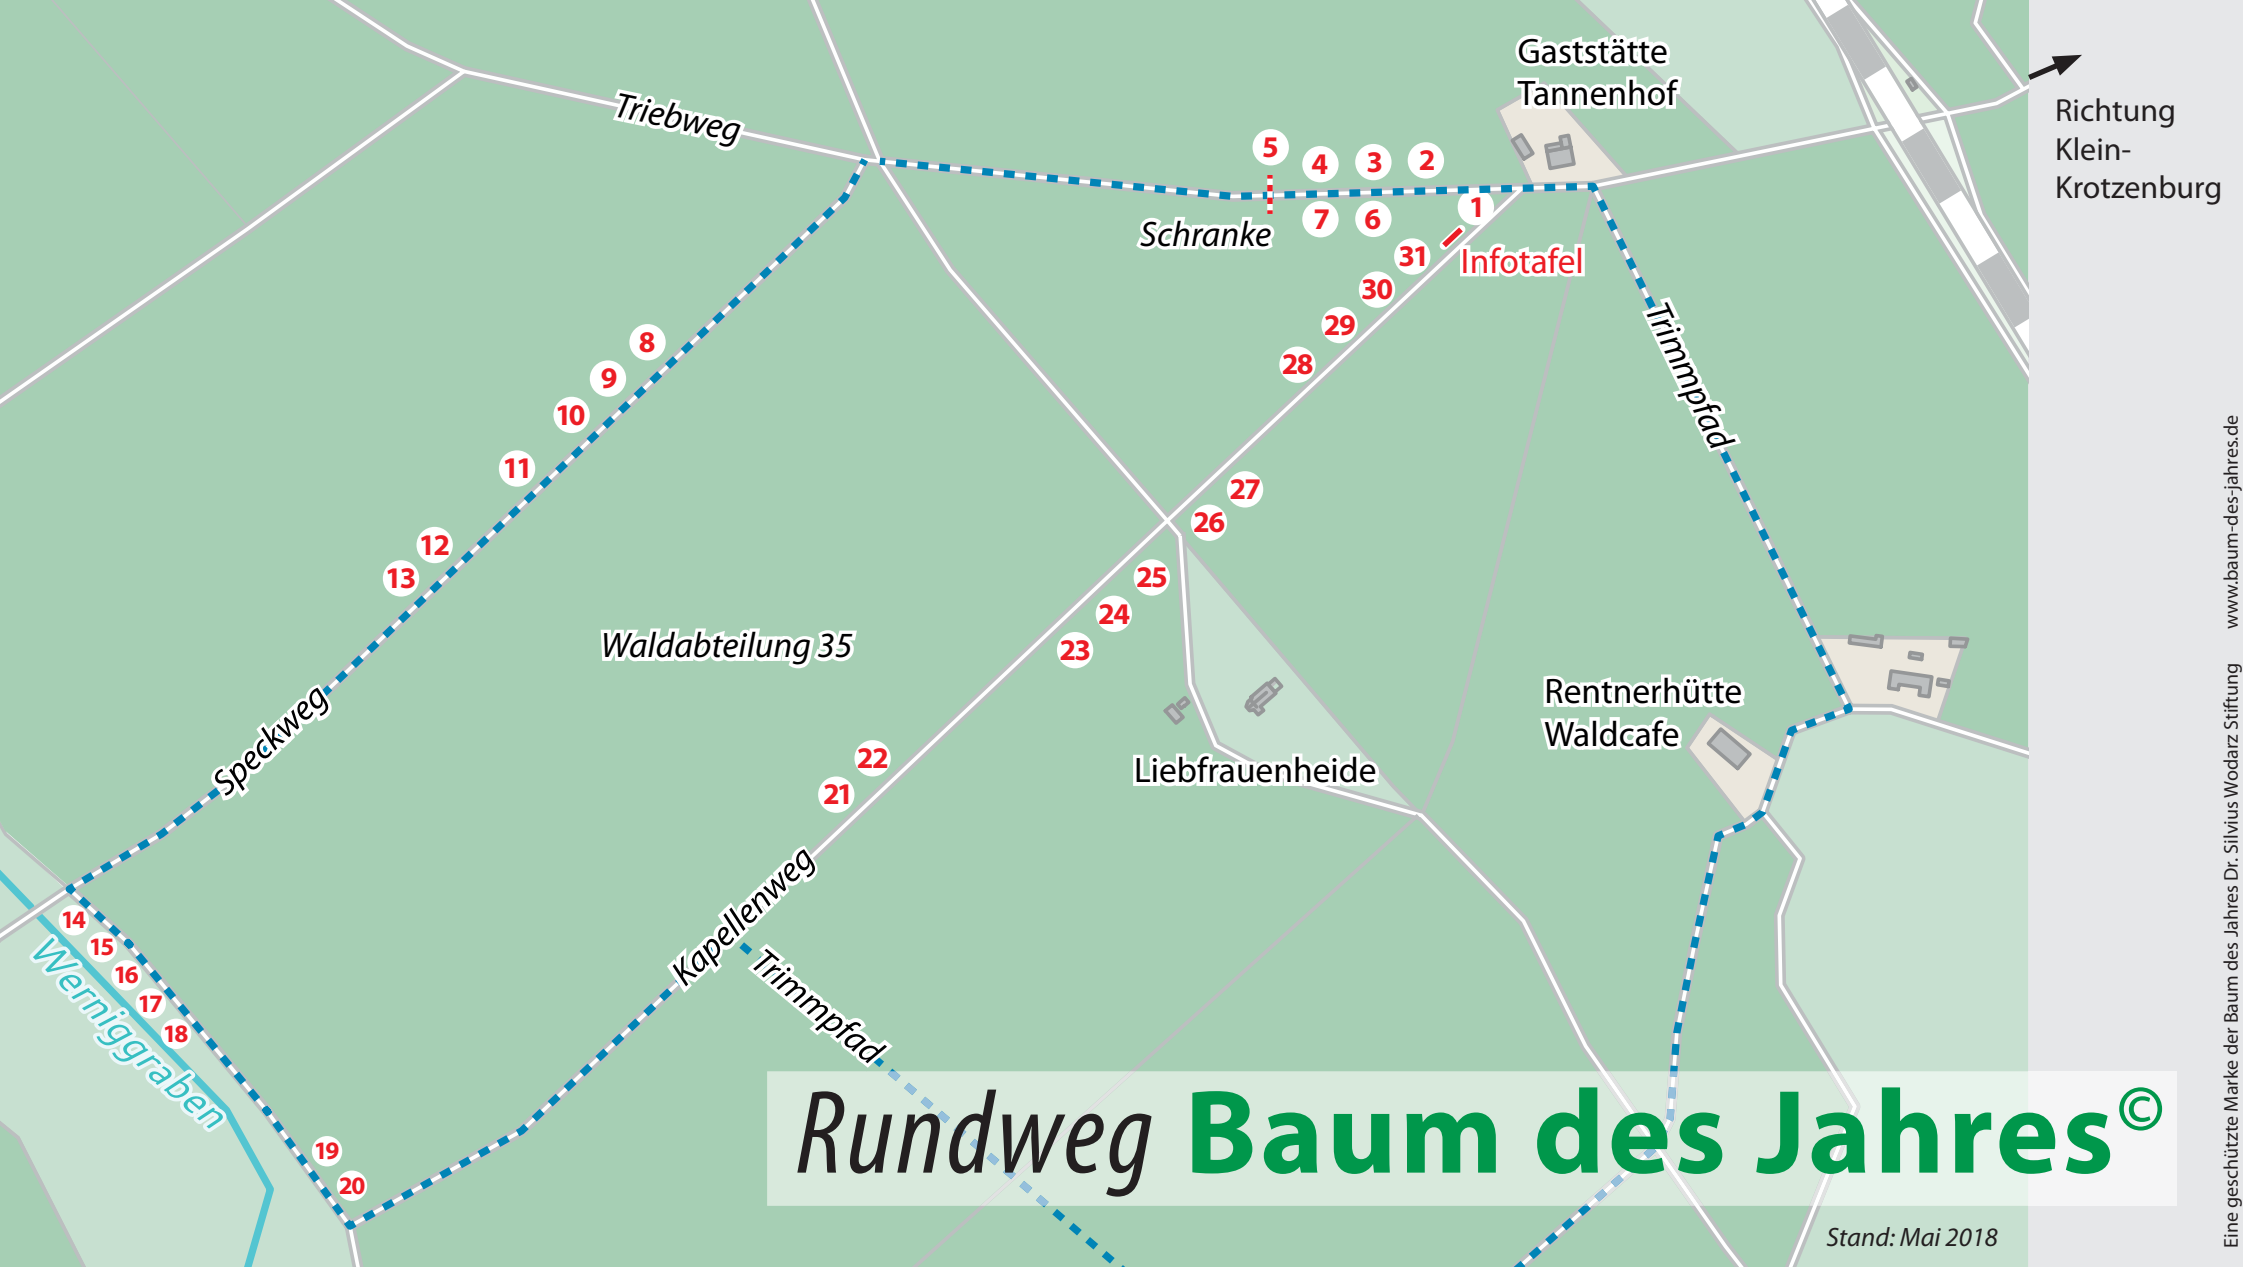 Gaststätte
Tannenhof
Richtung
Klein-
Krotzenburg
Triebweg
5
4
3
2
1
7
6
Schranke
Infotafel
31
30
29
28
27
26
25
24
23
22
21
8
9
10
11
12
13
Trimmpfad
Waldabteilung 35
Speckweg
Rentnerhütte
Waldcafe
Liebfrauenheide
Kapellenweg
Trimmpfad
14
15
16
17
18
Werniggraben
19
20
Rundweg Baum des Jahres©
Stand: Mai 2018
Eine geschützte Marke der Baum des Jahres Dr. Silvius Wodarz Stiftung www.baum-des-jahres.de